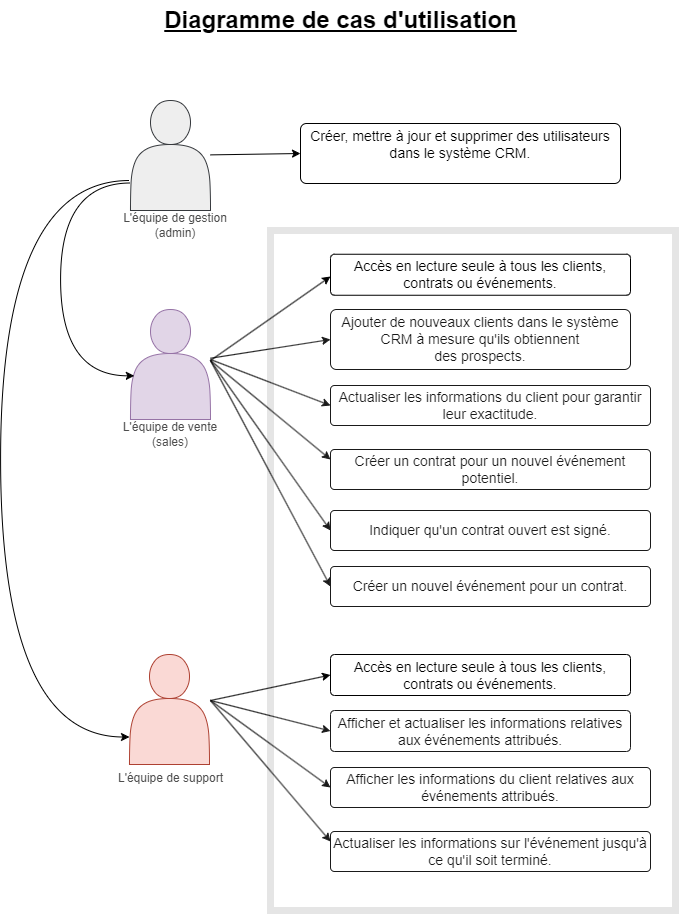 Diagramme de cas d'utilisation
Créer, mettre à jour et supprimer des utilisateurs
dans le système CRM.
L'équipe de gestion
(admin)
Accès en lecture seule à tous les clients,
contrats ou événements.
Ajouter de nouveaux clients dans le système
CRM à mesure qu'ils obtiennent
des prospects.
Actualiser les informations du client pour garantir
leur exactitude.
L'équipe de vente
(sales)
Créer un contrat pour un nouvel événement
potentiel.
Indiquer qu'un contrat ouvert est signé.
Créer un nouvel événement pour un contrat.
Accès en lecture seule à tous les clients,
contrats ou événements.
Afficher et actualiser les informations relatives
aux événements attribués.
L'équipe de support
Afficher les informations du client relatives aux
événements attribués.
Actualiser les informations sur l'événement jusqu'à
ce qu'il soit terminé.